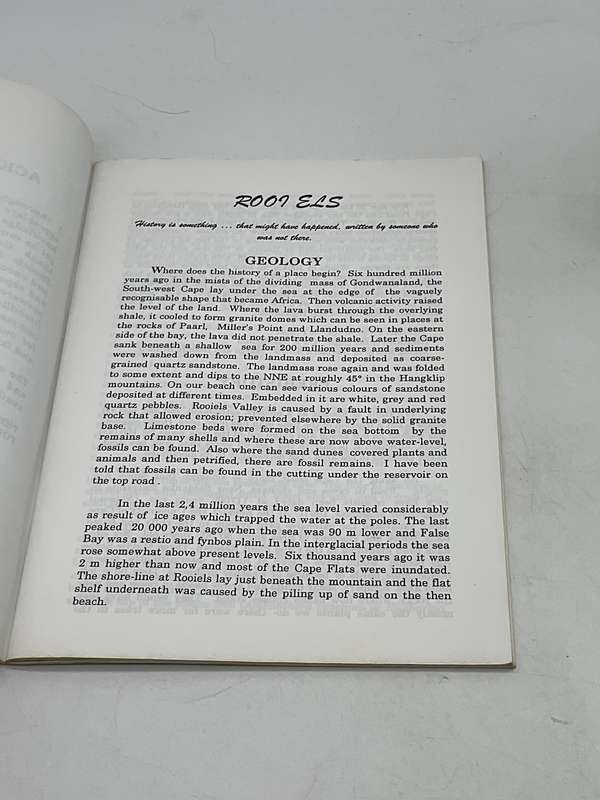 ROOI ELS
History is something ... that might have happened, written by someone who
was not there.
GEOLOGY
Where does the history of a place begin? Six hundred million
years ago in the mists of the dividing mass of Gondwanaland, the
South-west Cape lay under the sea at the edge of the vaguely
recognisable shape that became Africa. Then volcanic activity raised
the level of the land. Where the lava burst through the overlying
shale, it cooled to form granite domes which can be seen in places at
the rocks of Paarl, Miller's Point and Llandudno. On the eastern
side of the bay, the lava did not penetrate the shale. Later the Cape
sank beneath a shallow sea for 200 million years and sediments
were washed down from the landmass and deposited as coarse-
grained quartz sandstone. The landmass rose again and was folded
to some extent and dips to the NNE at roughly 45° in the Hangklip
mountains. On our beach one can see various colours of sandstone
deposited at different times. Embedded in it are white, grey and red
quartz pebbles. Rooiels Valley is caused by a fault in underlying
rock that allowed erosion; prevented elsewhere by the solid granite
base. Limestone beds were formed on the sea bottom by the
remains of many shells and where these are now above water-level,
fossils can be found. Also where the sand dunes covered plants and
animals and then petrified, there are fossil remains. I have been
told that fossils can be found in the cutting under the reservoir on
the top road .
In the last 2,4 million years the sea level varied considerably
as result of ice ages which trapped the water at the poles. The last
peaked 20 000 years ago when the sea was 90 m lower and False
Bay was a restio and fynbos plain. In the interglacial periods the sea
rose somewhat above present levels. Six thousand years ago it was
2 m higher than now and most of the Cape Flats were inundated.
The shore-line at Rooiels lay just beneath the mountain and the flat
shelf underneath was caused by the piling up of sand on the then
beach.